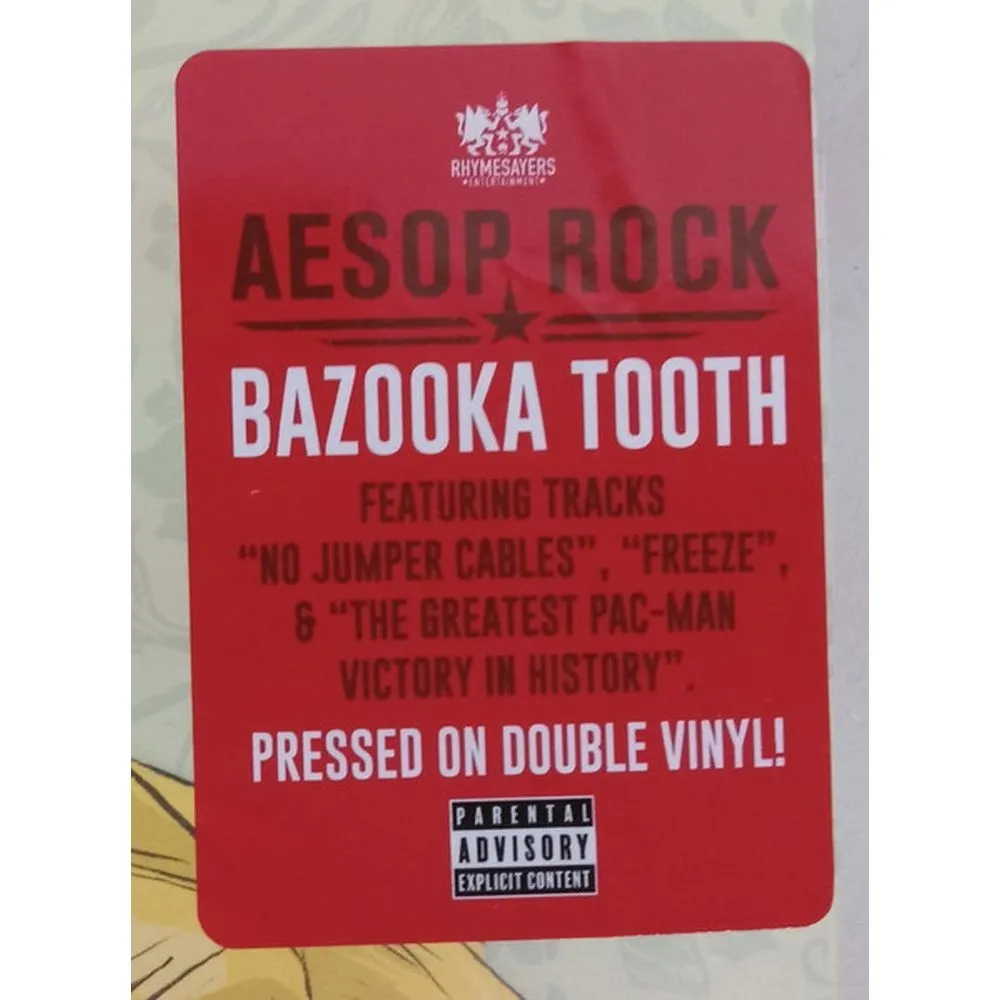 RHYMESAYERS
ENTERTAINMENT
AESOP ROCK
BAZOOKA TOOTH
FEATURING TRACKS
“NO JUMPER CABLES”, “FREEZE”,
& “THE GREATEST PAC-MAN
VICTORY IN HISTORY”.
PRESSED ON DOUBLE VINYL!
PARENTAL
ADVISORY
EXPLICIT CONTENT